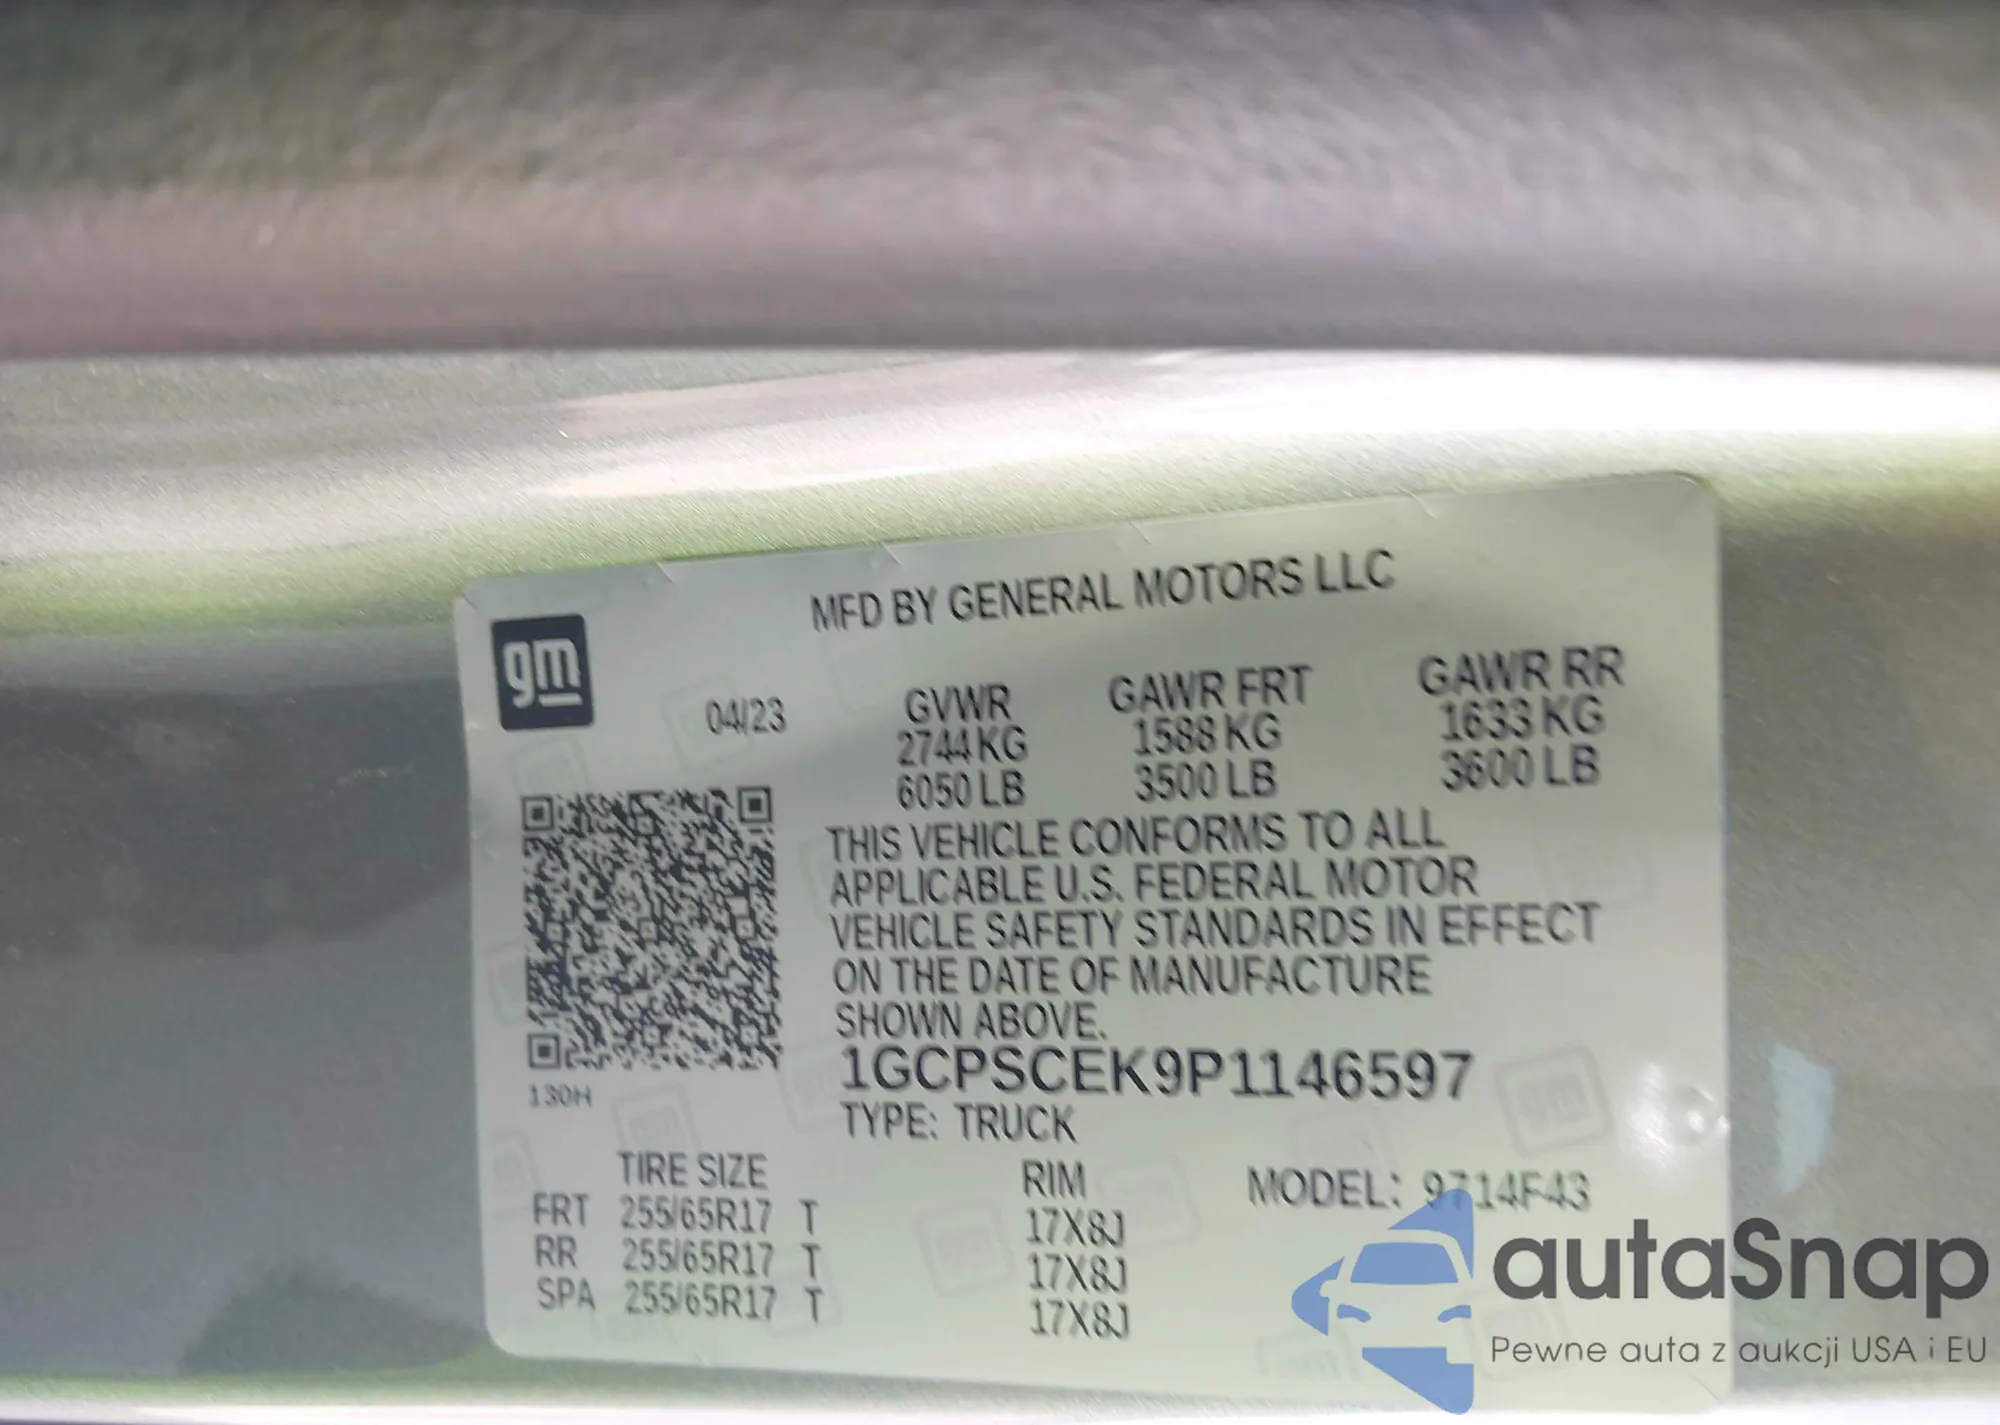 MFD BY GENERAL MOTORS LLC
gm
04/23
GVWR GAWR FRT GAWR RR
2744 KG 1588 KG 1633 KG
6050 LB 3500 LB 3600 LB
THIS VEHICLE CONFORMS TO ALL
APPLICABLE U.S. FEDERAL MOTOR
VEHICLE SAFETY STANDARDS IN EFFECT
ON THE DATE OF MANUFACTURE
SHOWN ABOVE.
1GCPSCEK9P1146597
130H
TYPE: TRUCK
TIRE SIZE RIM MODEL: 9714F43
FRT 255/65R17 T 17X8J
RR 255/65R17 T 17X8J
SPA 255/65R17 T 17X8J
autaSnap
Pewne auta z aukcji USA i EU